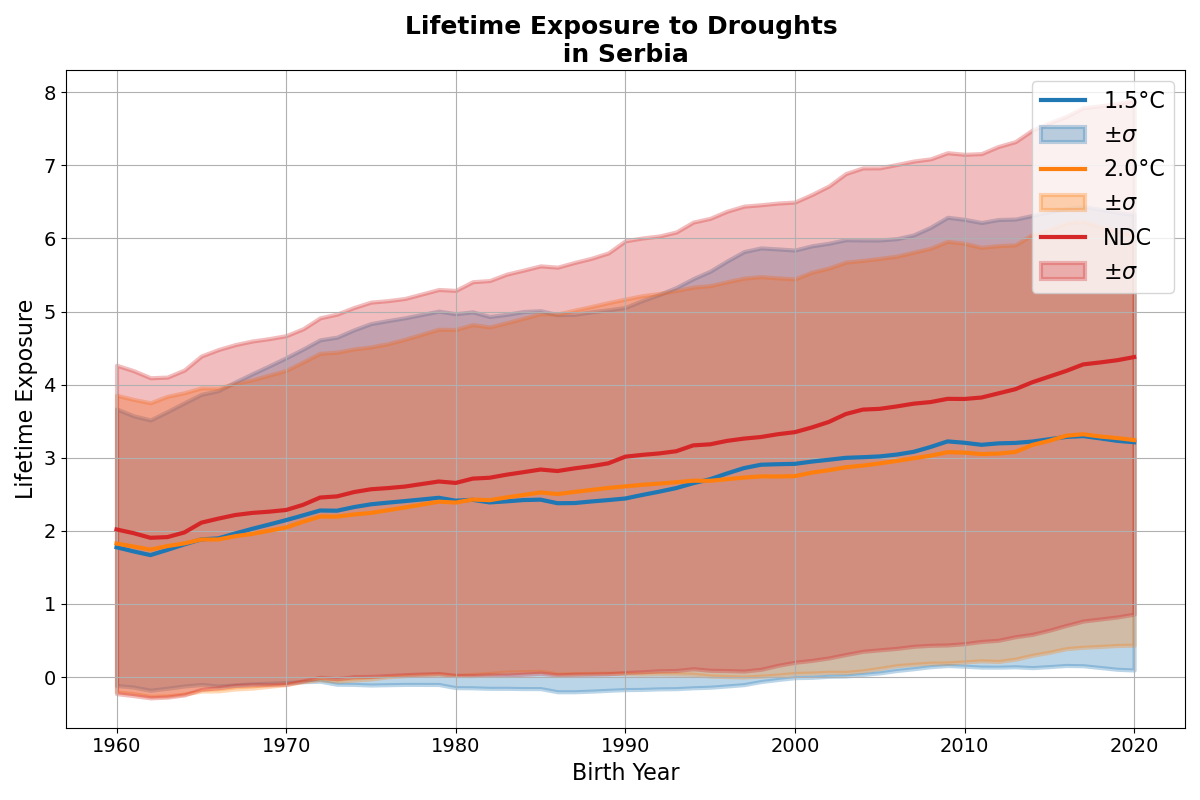 Lifetime Exposure to Droughts
in Serbia
8
7
6
5
4
3
2
1
0
Lifetime Exposure
1960
1970
1980
1990
2000
2010
2020
Birth Year
1.5°C
±σ
2.0°C
±σ
NDC
±σ